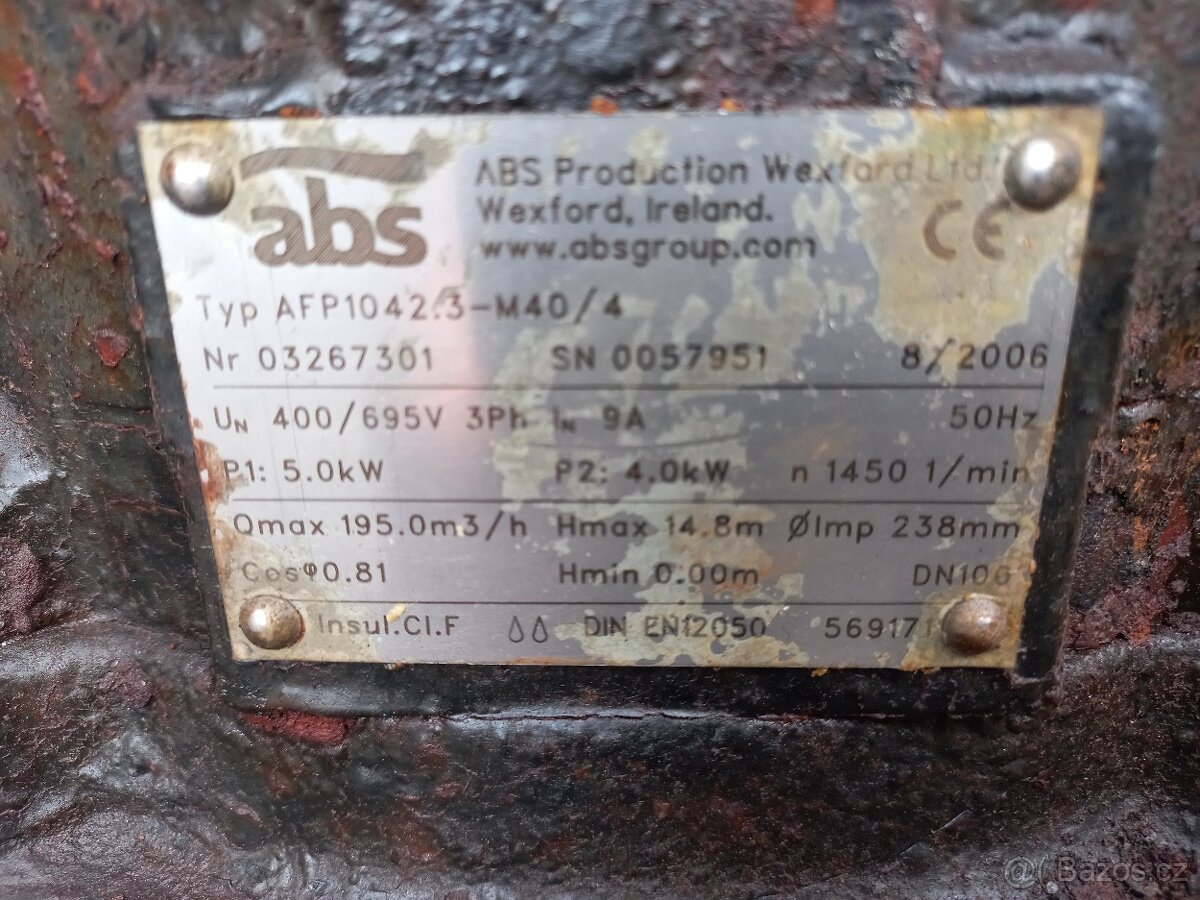 abs
ABS Production Wexford Ltd.
Wexford, Ireland.
www.absgroup.com
CE
Typ AFP1042.3-M40/4
Nr 03267301 SN 0057951 8/2006
UN 400/695V 3Ph IN 9A 50Hz
P1: 5.0kW P2: 4.0kW n 1450 1/min
Qmax 195.0m3/h Hmax 14.8m ØImp 238mm
Cosφ0.81 Hmin 0.00m
Insul.Cl.F DIN EN12050
Bazos.cz